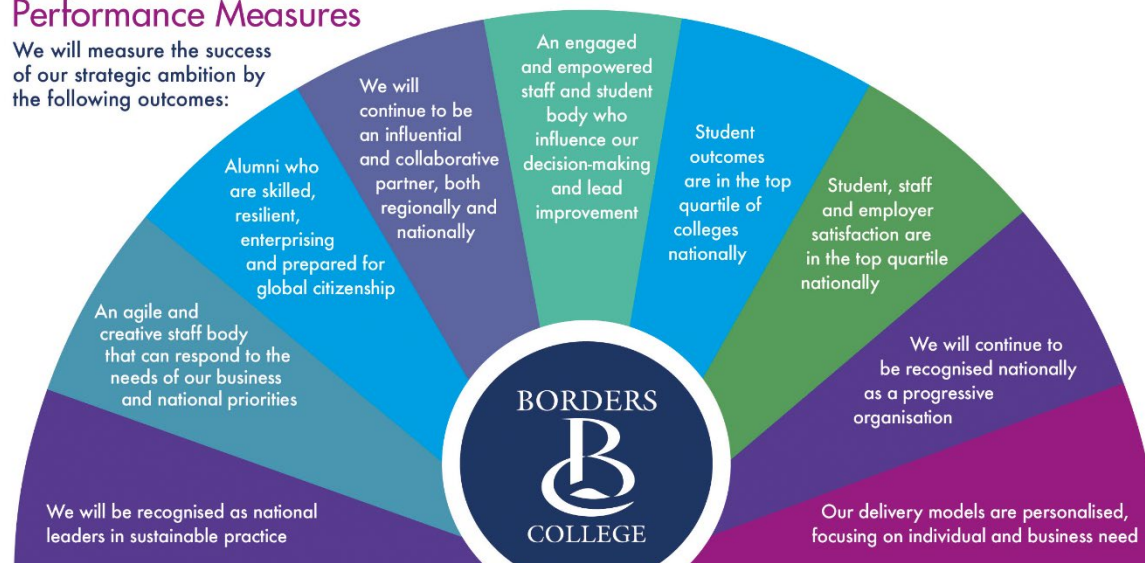 Performance Measures
We will measure the success
of our strategic ambition by
the following outcomes:
We will be recognised as national
leaders in sustainable practice
An agile and
creative staff body
that can respond to the
needs of our business
and national priorities
Alumni who
are skilled,
resilient,
enterprising
and prepared for
global citizenship
We will
continue to be
an influential
and collaborative
partner, both
regionally and
nationally
An engaged
and empowered
staff and student
body who
influence our
decision-making
and lead
improvement
Student
outcomes
are in the top
quartile of
colleges
nationally
Student, staff
and employer
satisfaction are
in the top quartile
nationally
We will continue to
be recognised nationally
as a progressive
organisation
Our delivery models are personalised,
focusing on individual and business need
BORDERS
B
COLLEGE